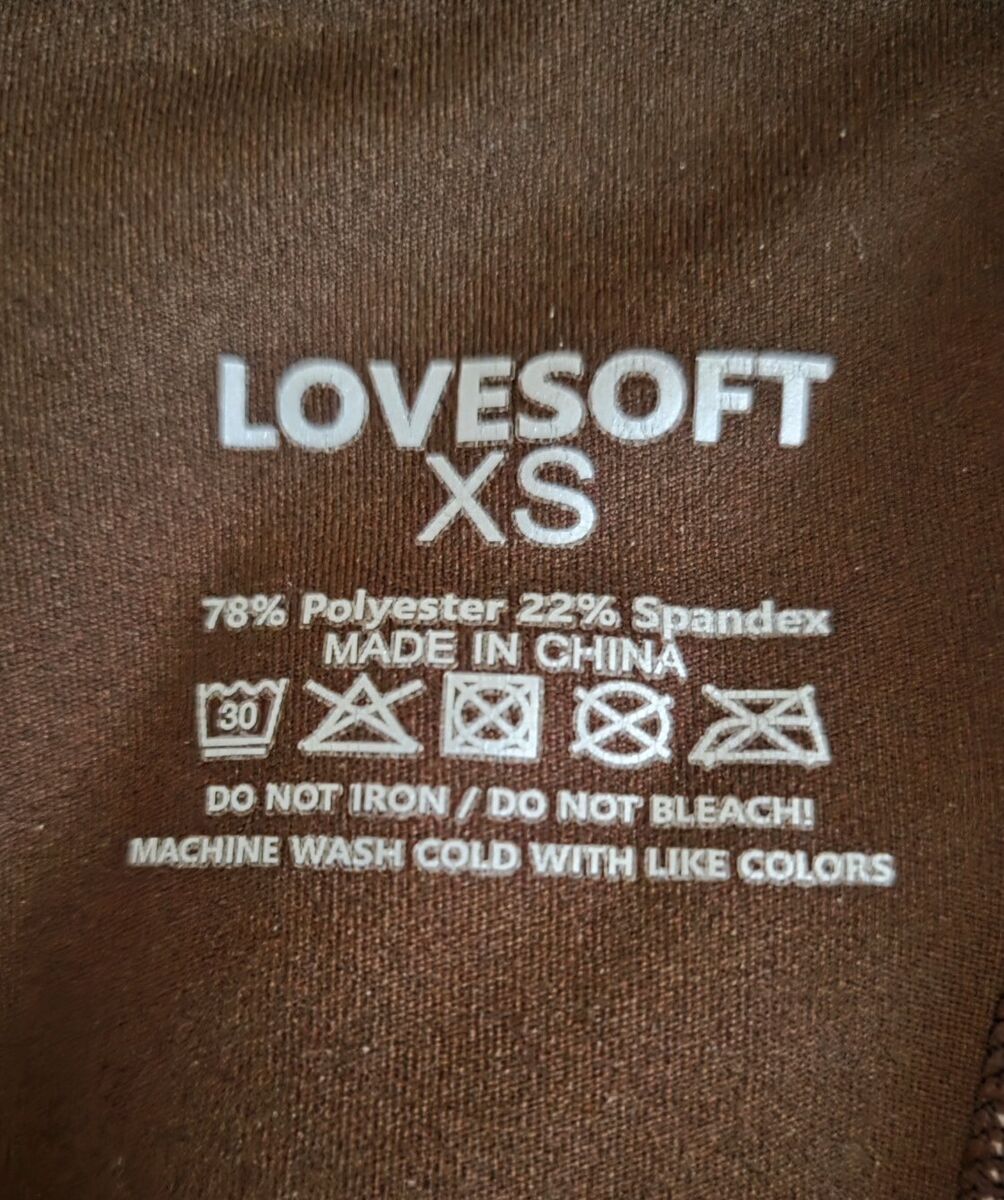 LOVESOFT
XS
78% Polyester 22% Spandex
MADE IN CHINA
30
DO NOT IRON / DO NOT BLEACH!
MACHINE WASH COLD WITH LIKE COLORS